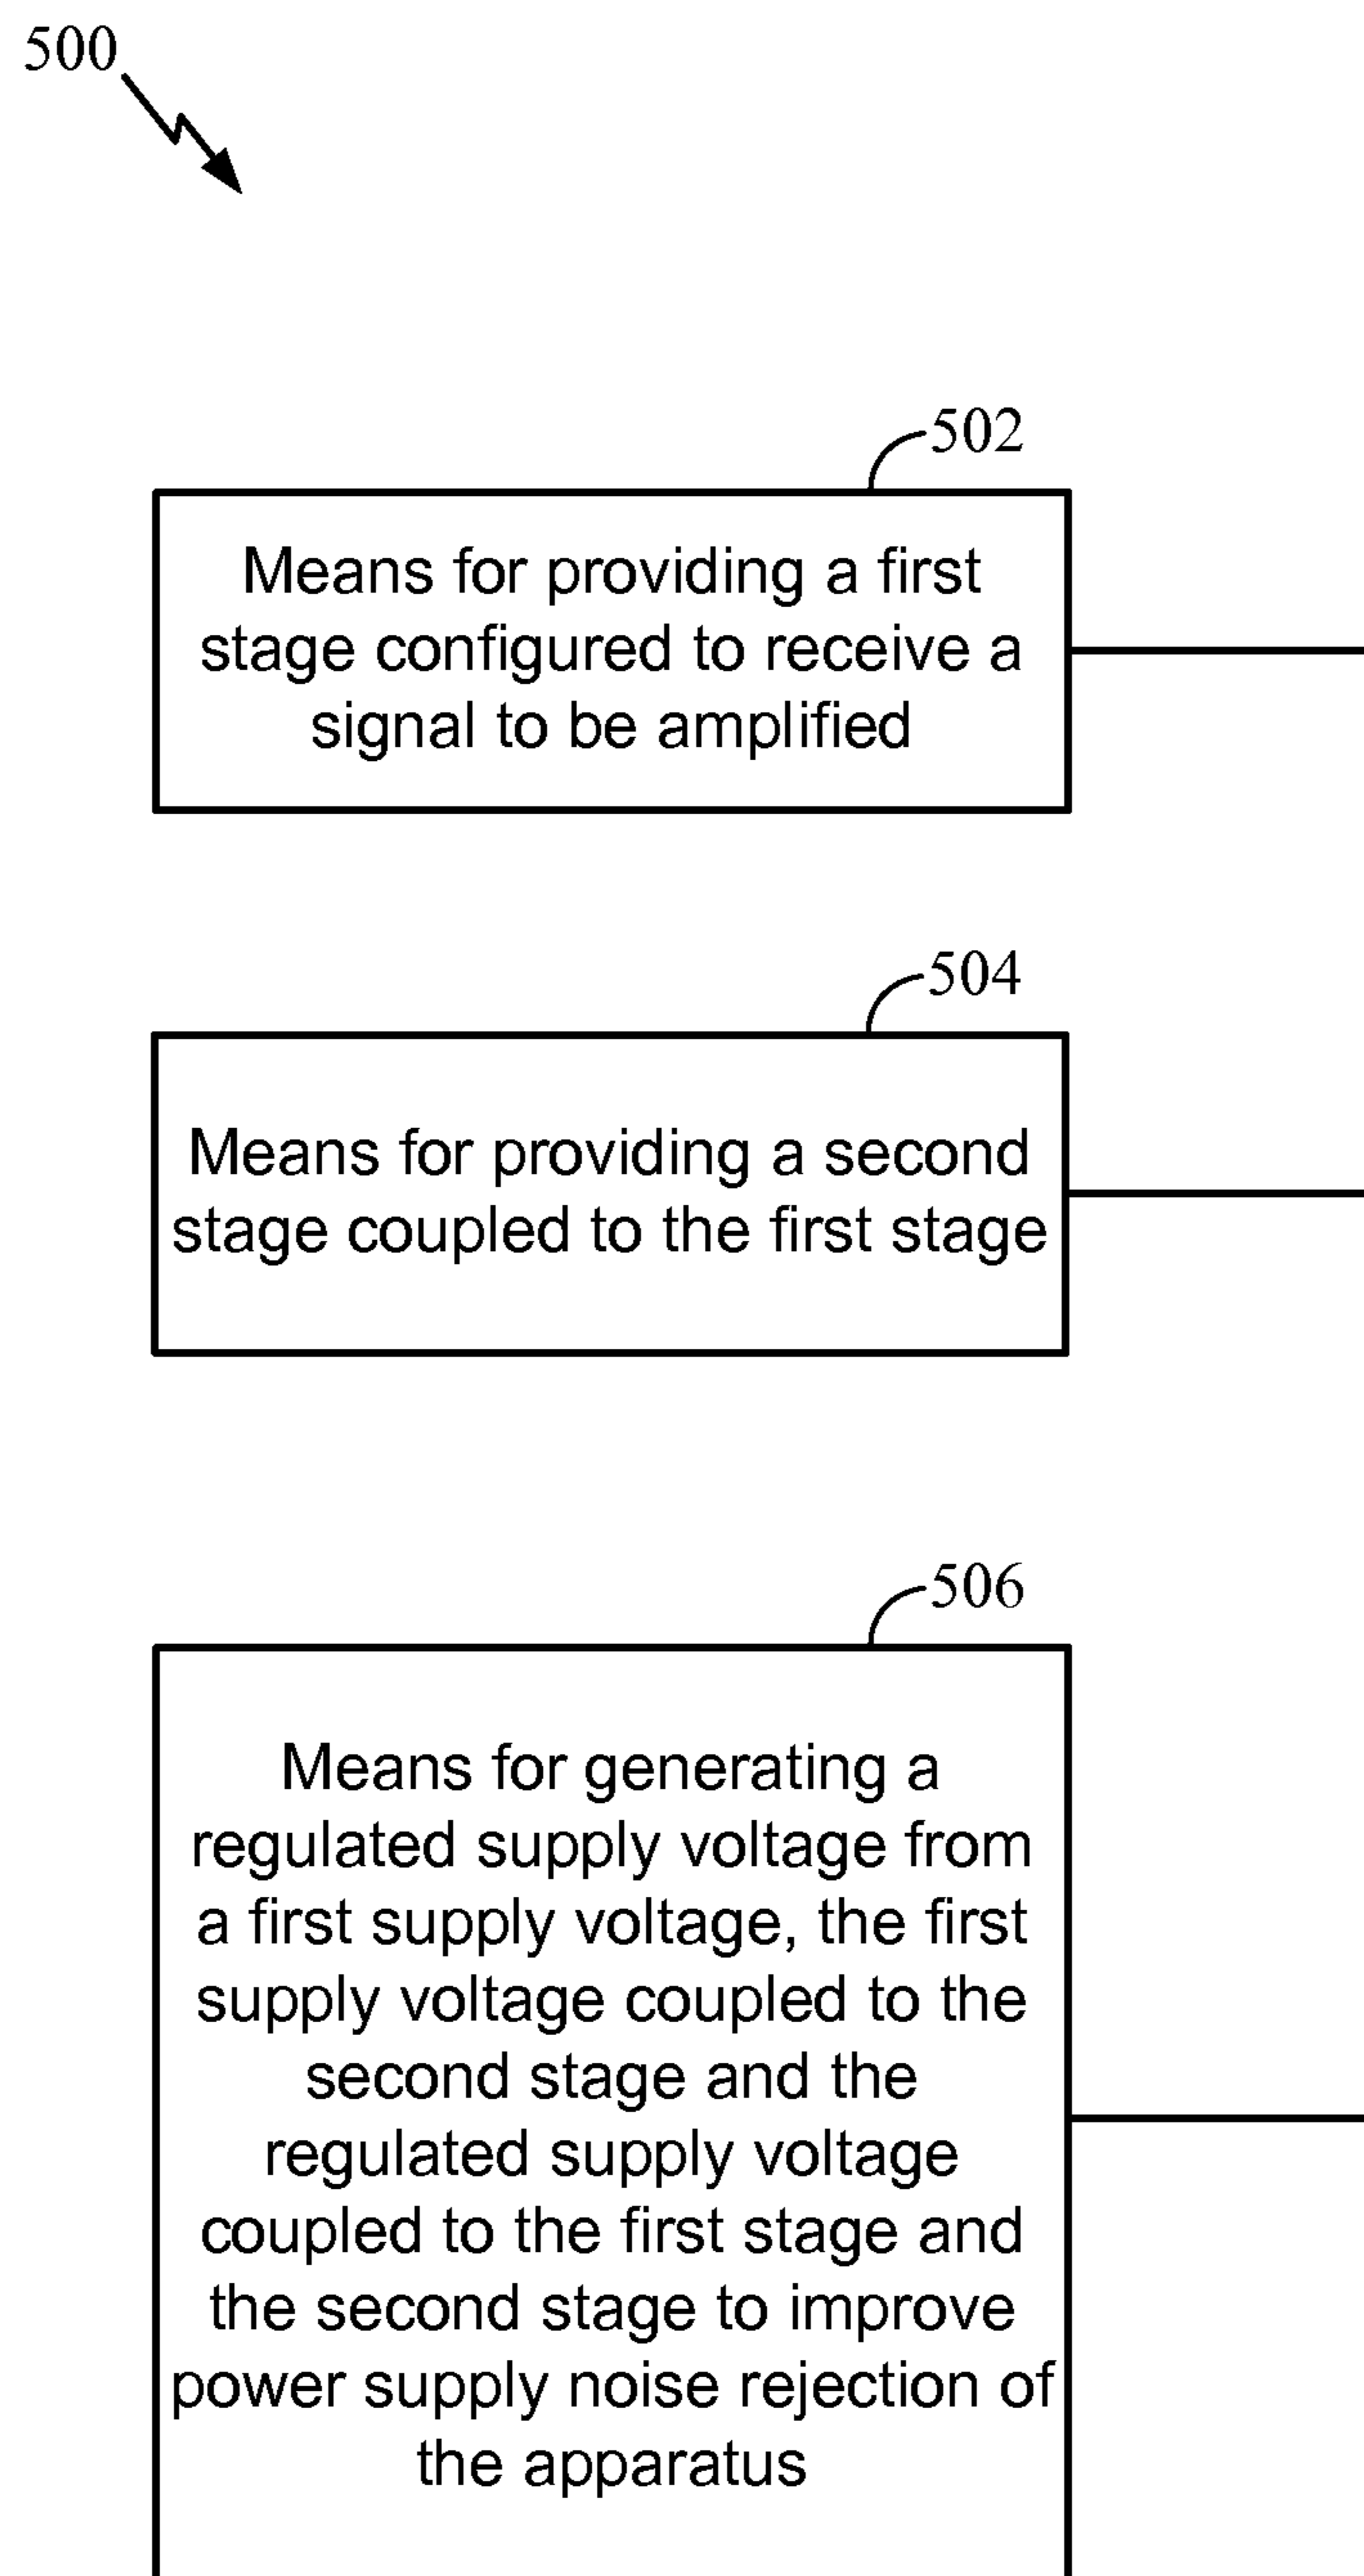 500
502
Means for providing a first
stage configured to receive a
signal to be amplified
504
Means for providing a second
stage coupled to the first stage
506
Means for generating a
regulated supply voltage from
a first supply voltage, the first
supply voltage coupled to the
second stage and the
regulated supply voltage
coupled to the first stage and
the second stage to improve
power supply noise rejection of
the apparatus